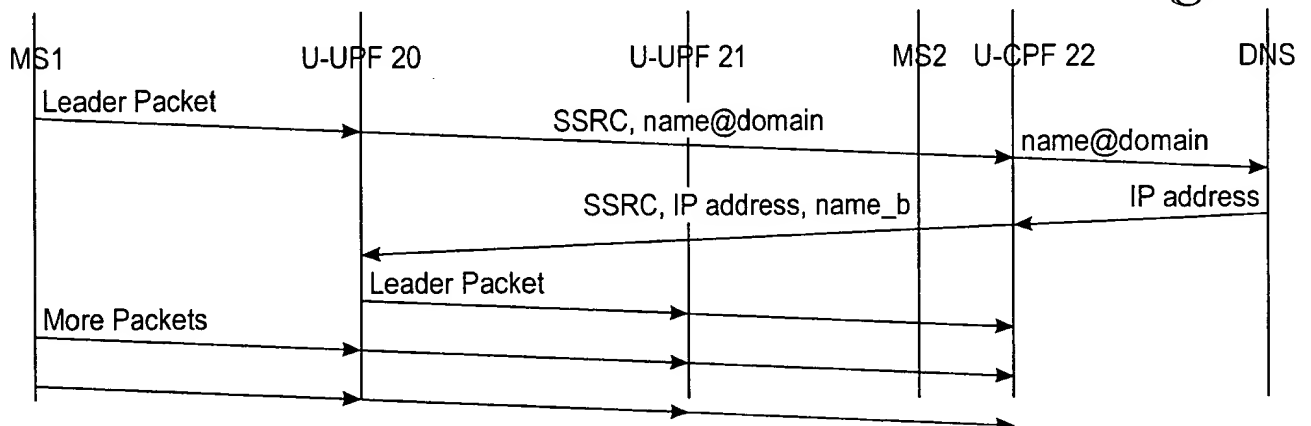 MS1 U-UPF 20 U-UPF 21 MS2 U-CPF 22 DNS
Leader Packet
SSRC, name@domain
name@domain
SSRC, IP address, name_b
IP address
Leader Packet
More Packets